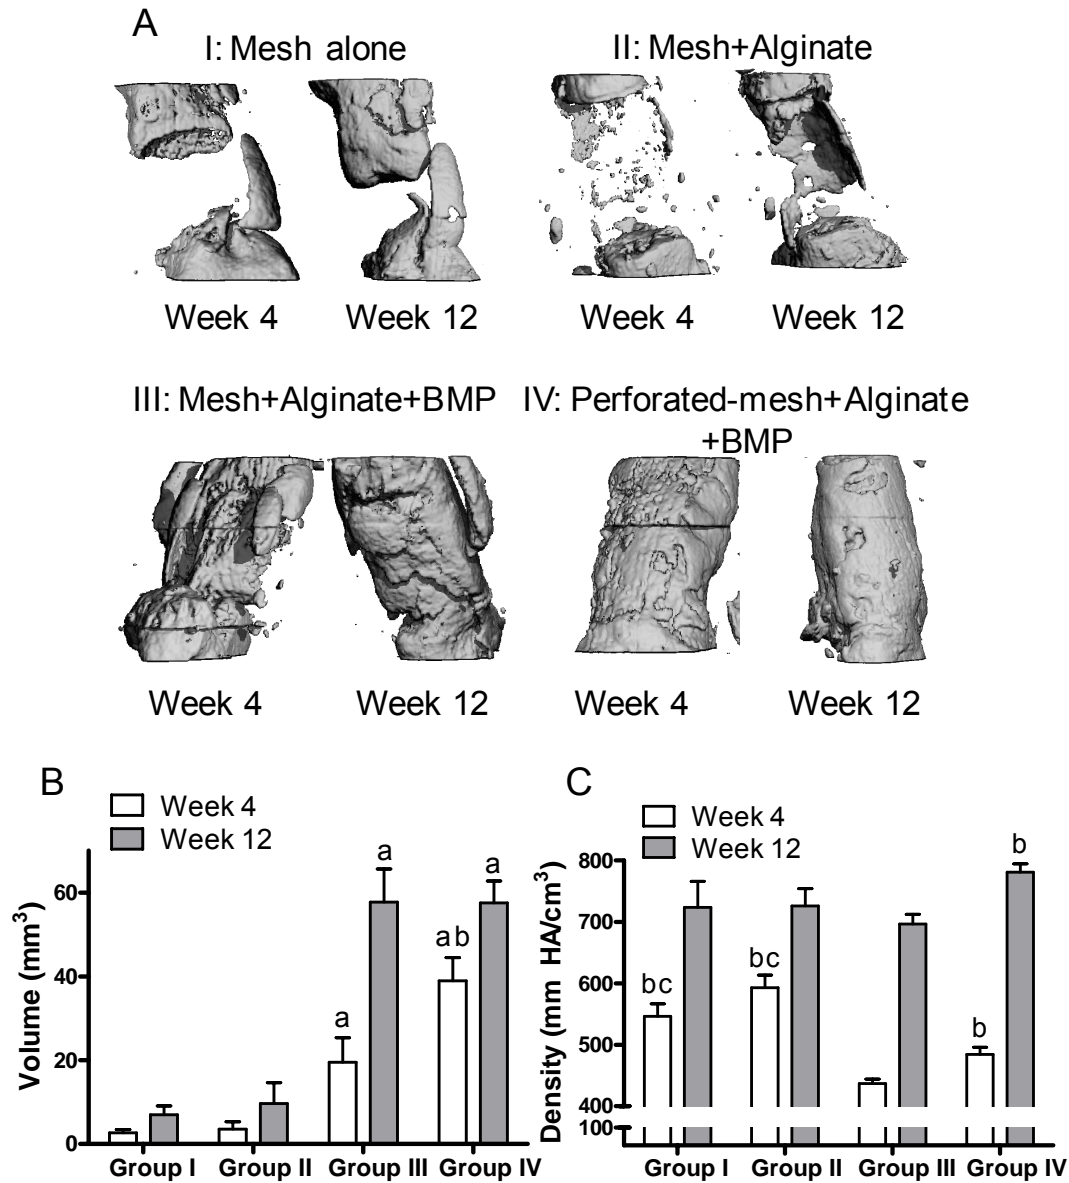 A
I: Mesh alone
II: Mesh+Alginate
Week 4
Week 12
Week 4
Week 12
III: Mesh+Alginate+BMP
IV: Perforated-mesh+Alginate
+BMP
Week 4
Week 12
Week 4
Week 12
B
Week 4
Week 12
Volume (mm³)
60
40
20
0
a
a
ab
a
Group I
Group II
Group III
Group IV
C
Week 4
Week 12
Density (mm HA/cm³)
800
700
600
500
400
100
bc
bc
b
b
Group I
Group II
Group III
Group IV